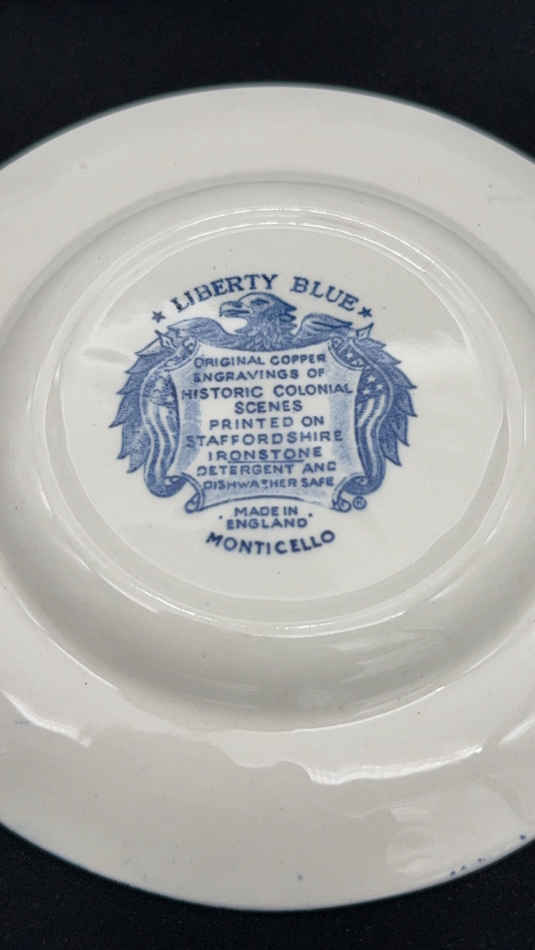 ★ LIBERTY BLUE ★
ORIGINAL COPPER
ENGRAVINGS OF
HISTORIC COLONIAL
SCENES
PRINTED ON
STAFFORDSHIRE
IRONSTONE
DETERGENT AND
DISHWATHER SAFE
®
· MADE IN
ENGLAND ·
MONTICELLO